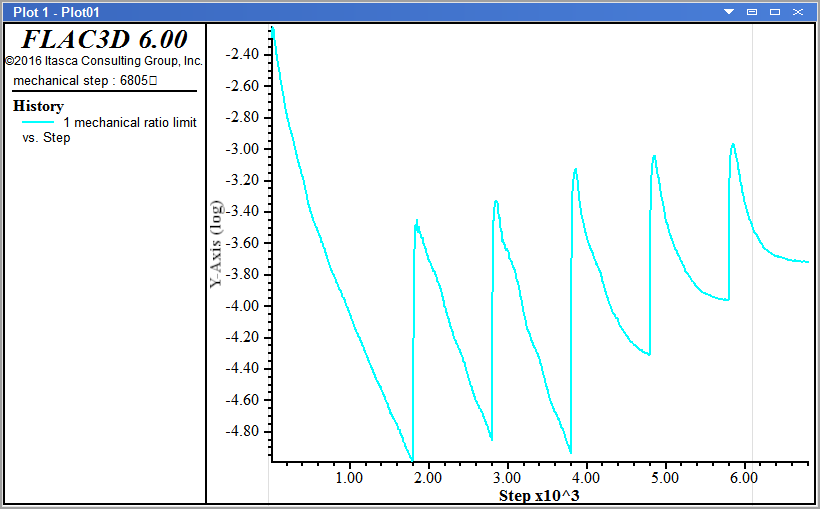 Plot 1 - Plot01
FLAC3D 6.00
©2016 Itasca Consulting Group, Inc.
mechanical step : 6805
History
1 mechanical ratio limit
vs. Step
Y-Axis (log)
-2.40
-2.60
-2.80
-3.00
-3.20
-3.40
-3.60
-3.80
-4.00
-4.20
-4.40
-4.60
-4.80
1.00 2.00 3.00 4.00 5.00 6.00
Step x10^3